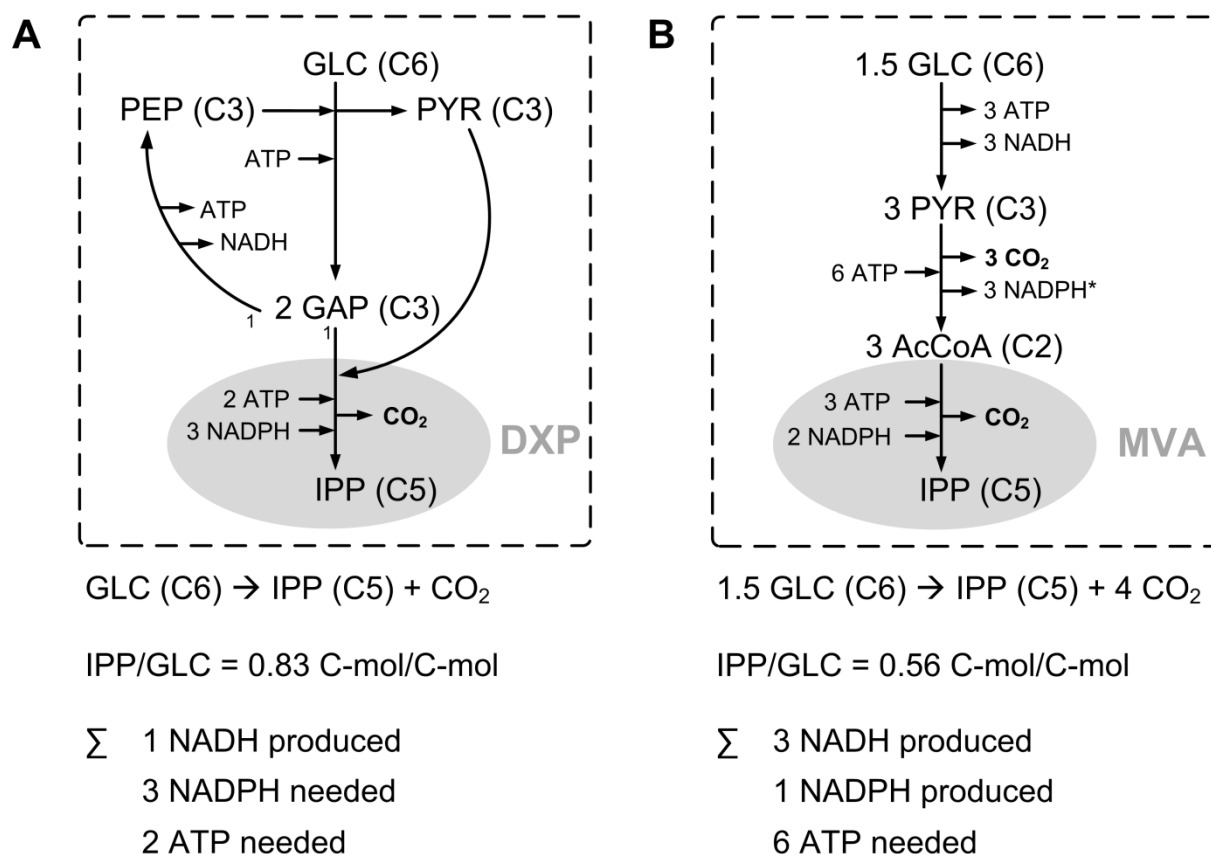 A
GLC (C6)
PEP (C3)
PYR (C3)
ATP
ATP
NADH
1
2 GAP (C3)
1
2 ATP
CO₂
3 NADPH
DXP
IPP (C5)
GLC (C6) → IPP (C5) + CO₂
IPP/GLC = 0.83 C-mol/C-mol
∑ 1 NADH produced
3 NADPH needed
2 ATP needed
B
1.5 GLC (C6)
3 ATP
3 NADH
3 PYR (C3)
3 CO₂
6 ATP
3 NADPH*
3 AcCoA (C2)
3 ATP
CO₂
2 NADPH
MVA
IPP (C5)
1.5 GLC (C6) → IPP (C5) + 4 CO₂
IPP/GLC = 0.56 C-mol/C-mol
∑ 3 NADH produced
1 NADPH produced
6 ATP needed